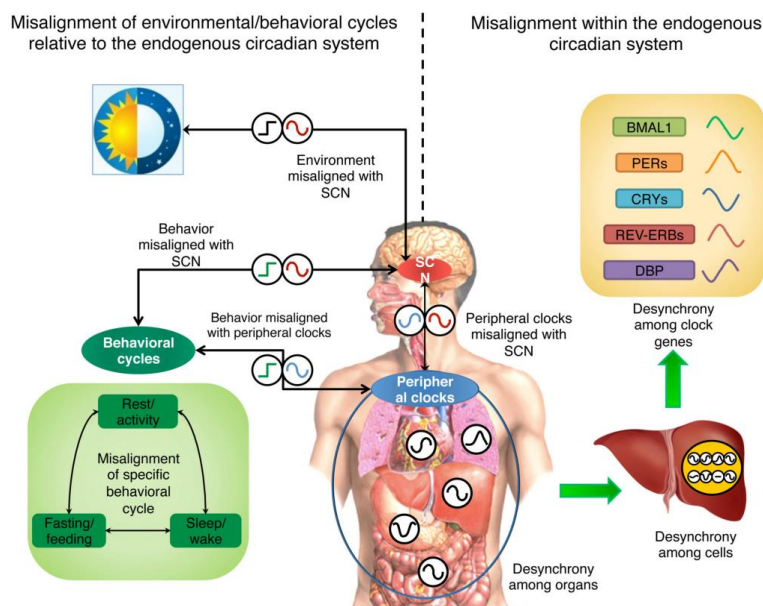 Misalignment of environmental/behavioral cycles
relative to the endogenous circadian system
Misalignment within the endogenous
circadian system
Environment
misaligned with
SCN
Behavior
misaligned with
SCN
Behavior misaligned
with peripheral clocks
Behavioral
cycles
Rest/
activity
Misalignment
of specific
behavioral
cycle
Fasting/
feeding
Sleep/
wake
SC
N
Peripheral clocks
misaligned with
SCN
Peripher
al clocks
Desynchrony
among organs
BMAL1
PERs
CRYs
REV-ERBs
DBP
Desynchrony
among clock
genes
Desynchrony
among cells